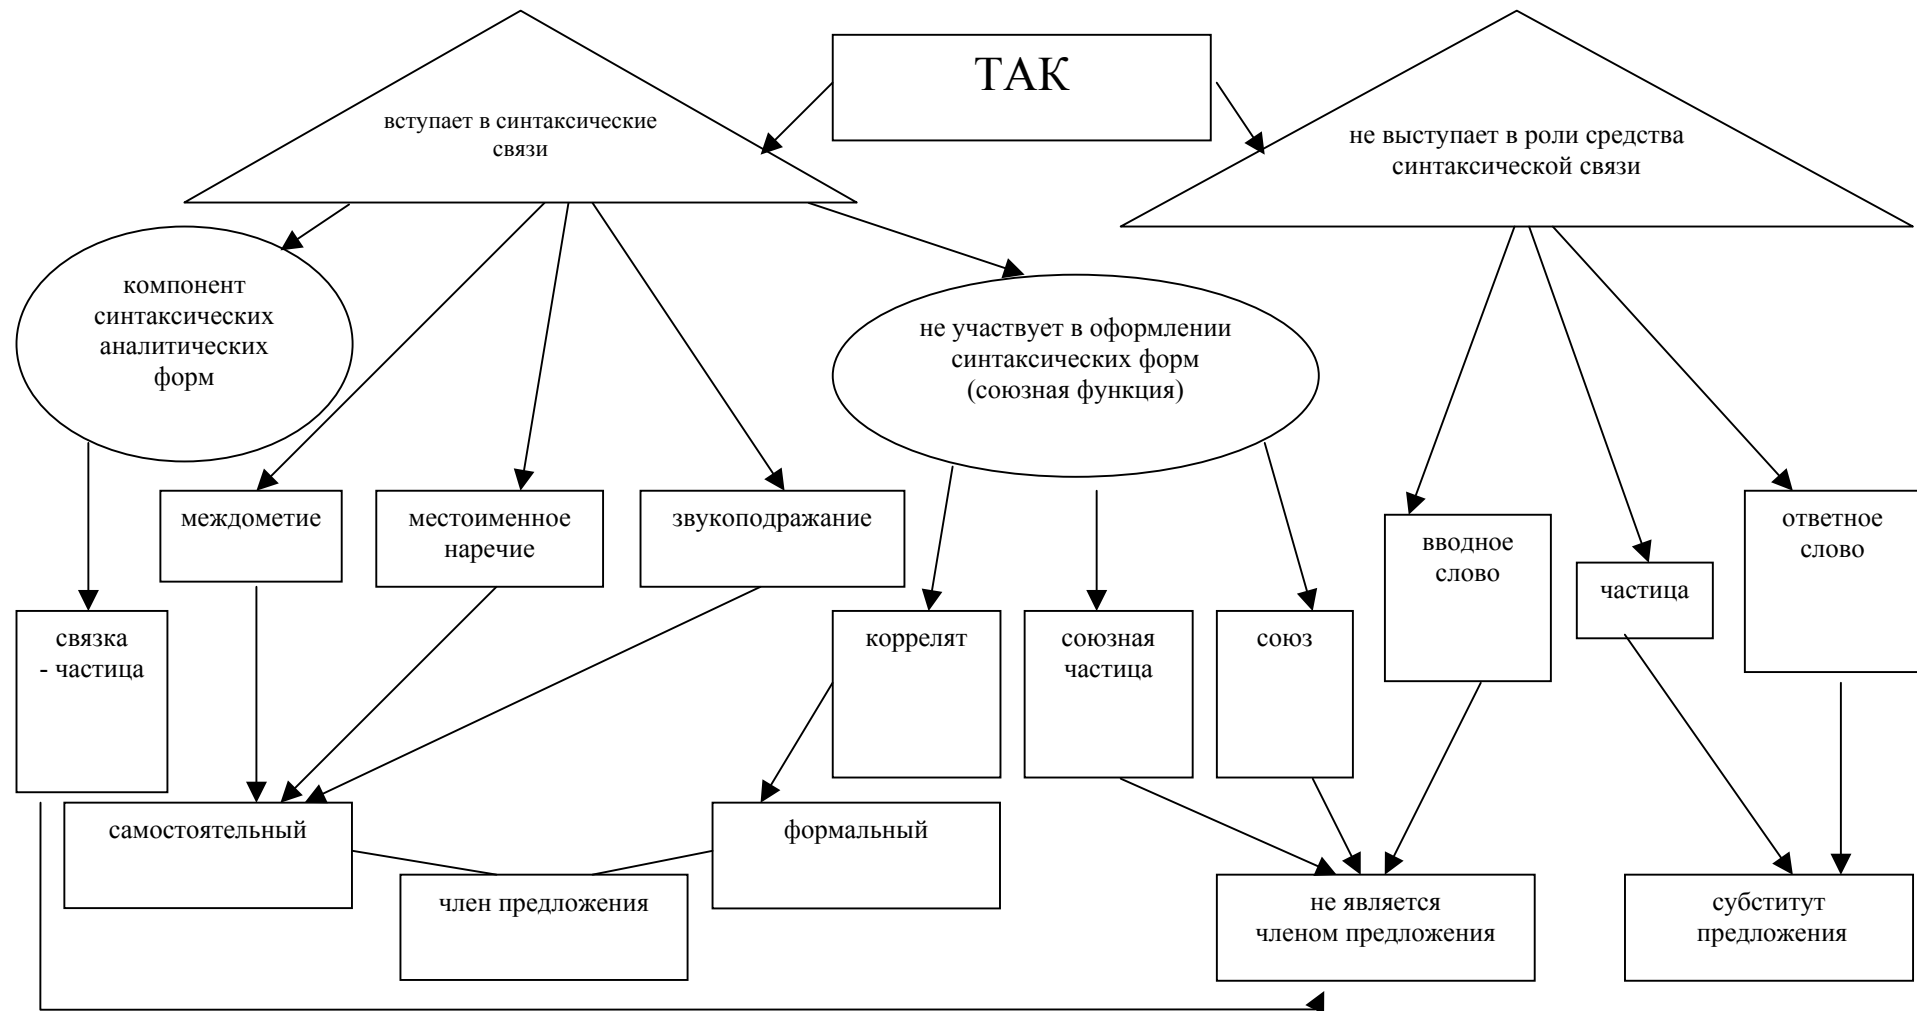 ТАК
вступает в синтаксические
связи
не выступает в роли средства
синтаксической связи
компонент
синтаксических
аналитических
форм
не участвует в оформлении
синтаксических форм
(союзная функция)
междометие
местоименное
наречие
звукоподражание
вводное
слово
частица
ответное
слово
связка
- частица
коррелят
союзная
частица
союз
самостоятельный
формальный
член предложения
не является
членом предложения
субститут
предложения